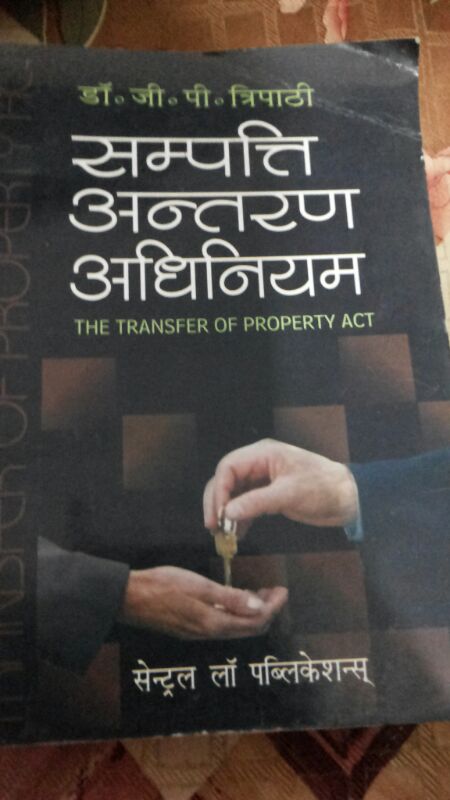 डॉ॰ जी॰ पी॰ त्रिपाठी
सम्पत्ति
अन्तरण
अधिनियम
THE TRANSFER OF PROPERTY ACT
सेन्ट्रल लॉ पब्लिकेशन्स्